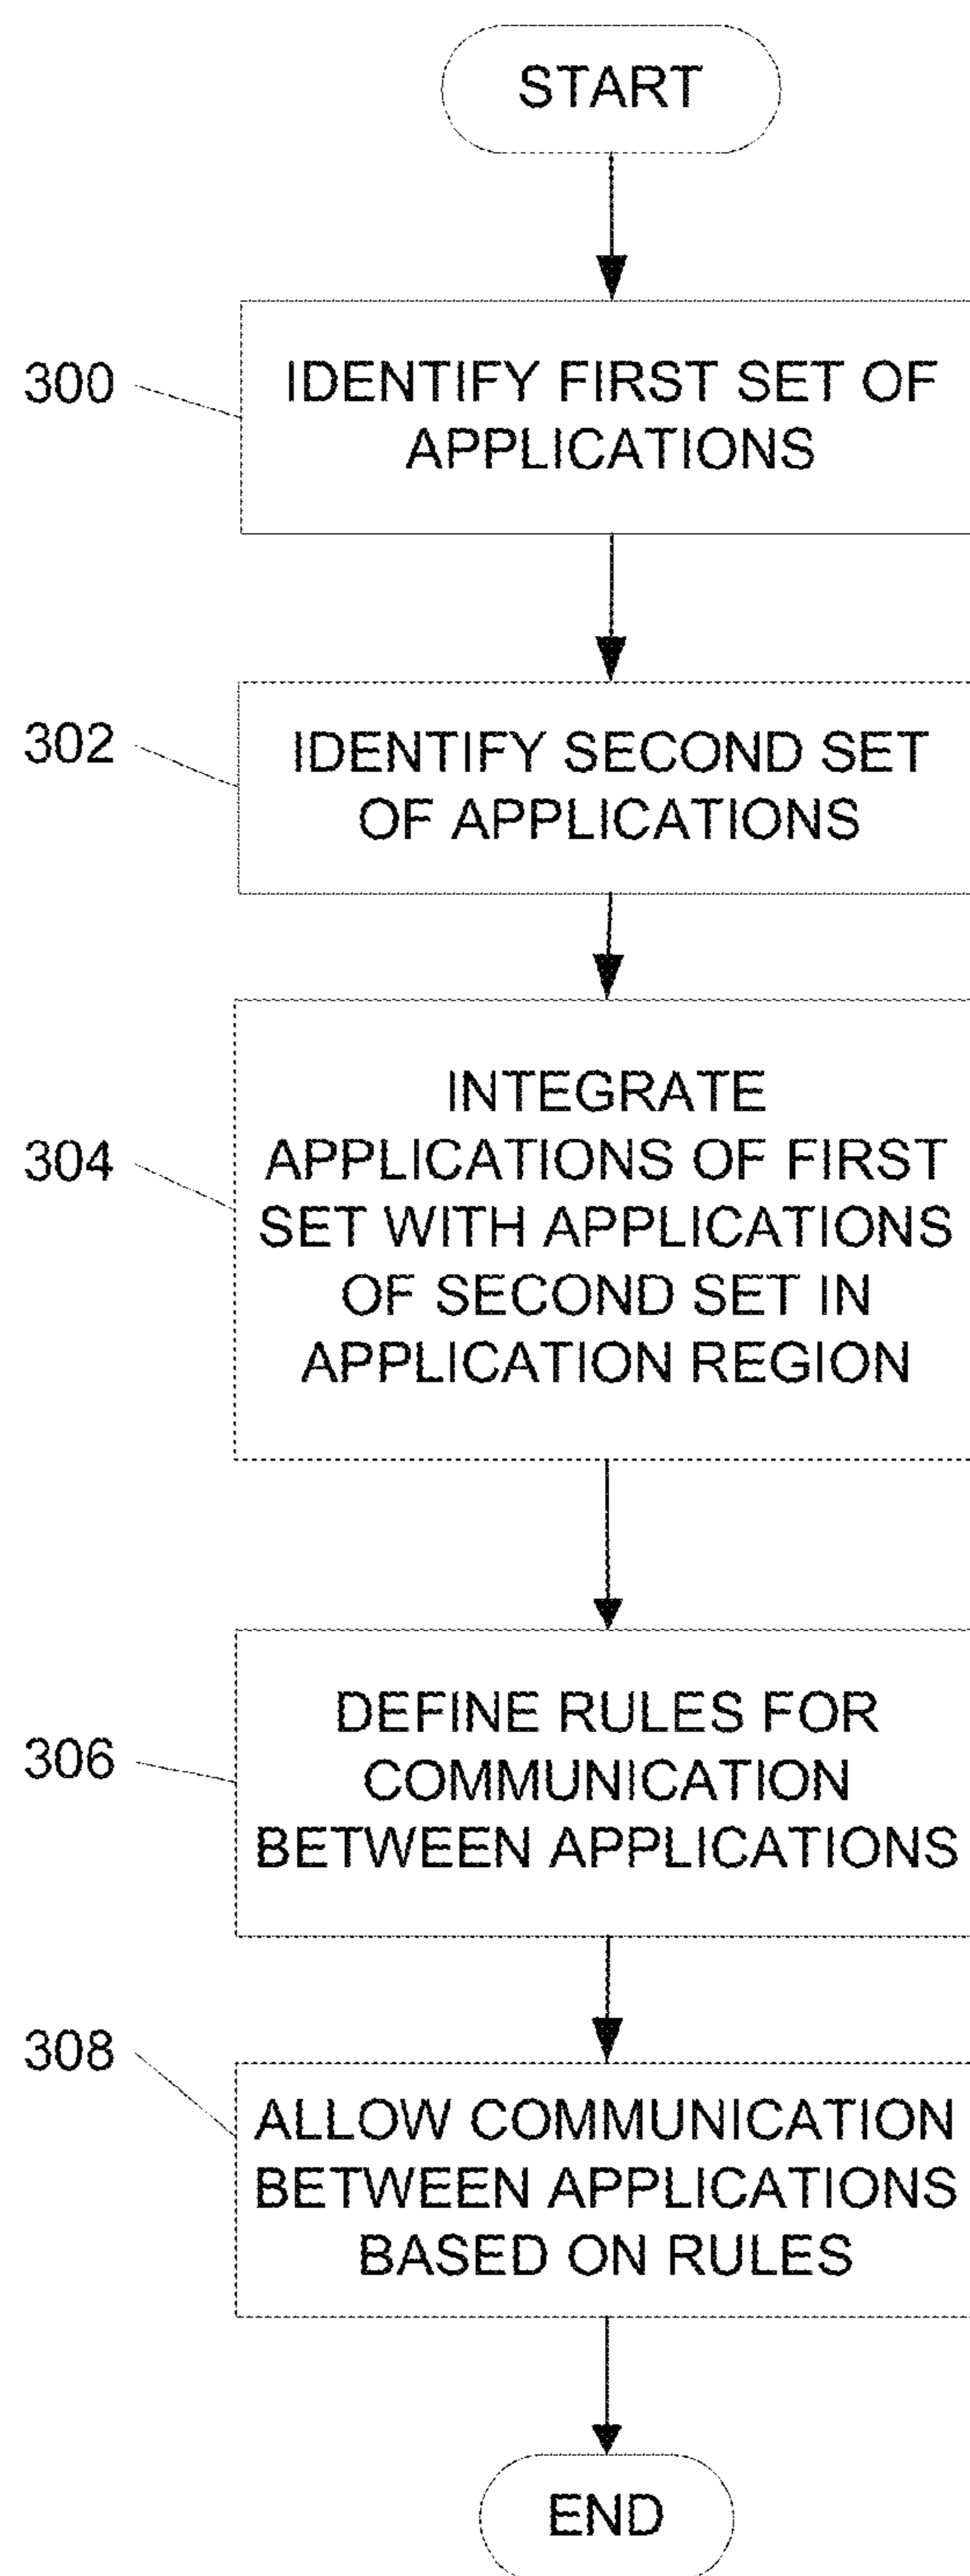 START
300
IDENTIFY FIRST SET OF
APPLICATIONS
302
IDENTIFY SECOND SET
OF APPLICATIONS
304
INTEGRATE
APPLICATIONS OF FIRST
SET WITH APPLICATIONS
OF SECOND SET IN
APPLICATION REGION
306
DEFINE RULES FOR
COMMUNICATION
BETWEEN APPLICATIONS
308
ALLOW COMMUNICATION
BETWEEN APPLICATIONS
BASED ON RULES
END